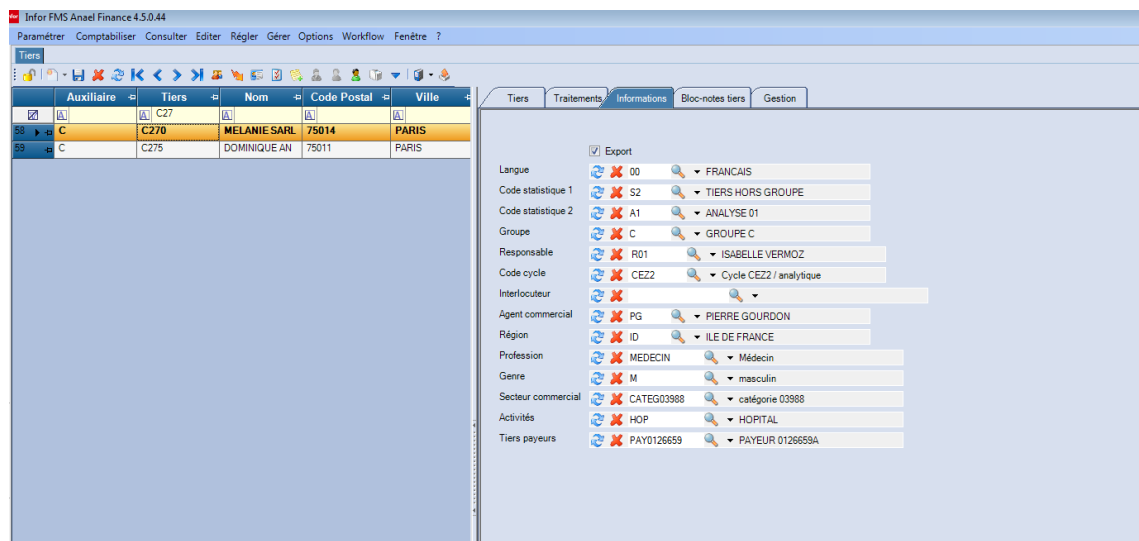 Infor FMS Anael Finance 4.5.0.44
Paramétrer Comptabiliser Consulter Editer Régler Gérer Options Workflow Fenêtre ?
Tiers
Auxiliaire Tiers Nom Code Postal Ville
A A C27 A A A
58 C C270 MELANIE SARL 75014 PARIS
59 C C275 DOMINIQUE AN 75011 PARIS
Tiers Traitements Informations Bloc-notes tiers Gestion
Export
Langue 00 FRANCAIS
Code statistique 1 S2 TIERS HORS GROUPE
Code statistique 2 A1 ANALYSE 01
Groupe C GROUPE C
Responsable R01 ISABELLE VERMOZ
Code cycle CEZ2 Cycle CEZ2 / analytique
Interlocuteur
Agent commercial PG PIERRE GOURDON
Région ID ILE DE FRANCE
Profession MEDECIN Médecin
Genre M masculin
Secteur commercial CATEG03988 catégorie 03988
Activités HOP HOPITAL
Tiers payeurs PAY0126659 PAYEUR 0126659A